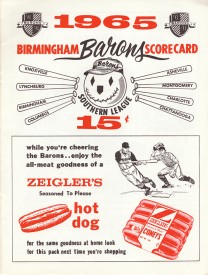 1965
BIRMINGHAM Barons SCORECARD
KNOXVILLE
ASHEVILLE
Barons
LYNCHBURG
MONTGOMERY
BIRMINGHAM
CHARLOTTE
COLUMBUS
CHATTANOOGA
SOUTHERN LEAGUE
15¢
while you're cheering
the Barons..enjoy the
all-meat goodness of a
ZEIGLER'S
Seasoned To Please
hot
dog
for the same goodness at home look
for this pack next time you're shopping
ZEIGLER